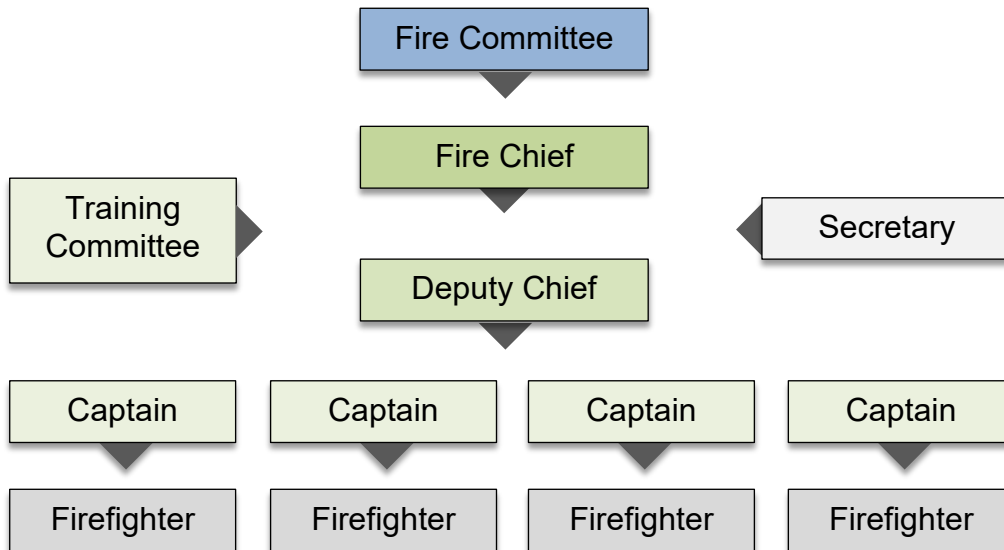 Fire Committee
Fire Chief
Training
Committee
Secretary
Deputy Chief
Captain
Captain
Captain
Captain
Firefighter
Firefighter
Firefighter
Firefighter